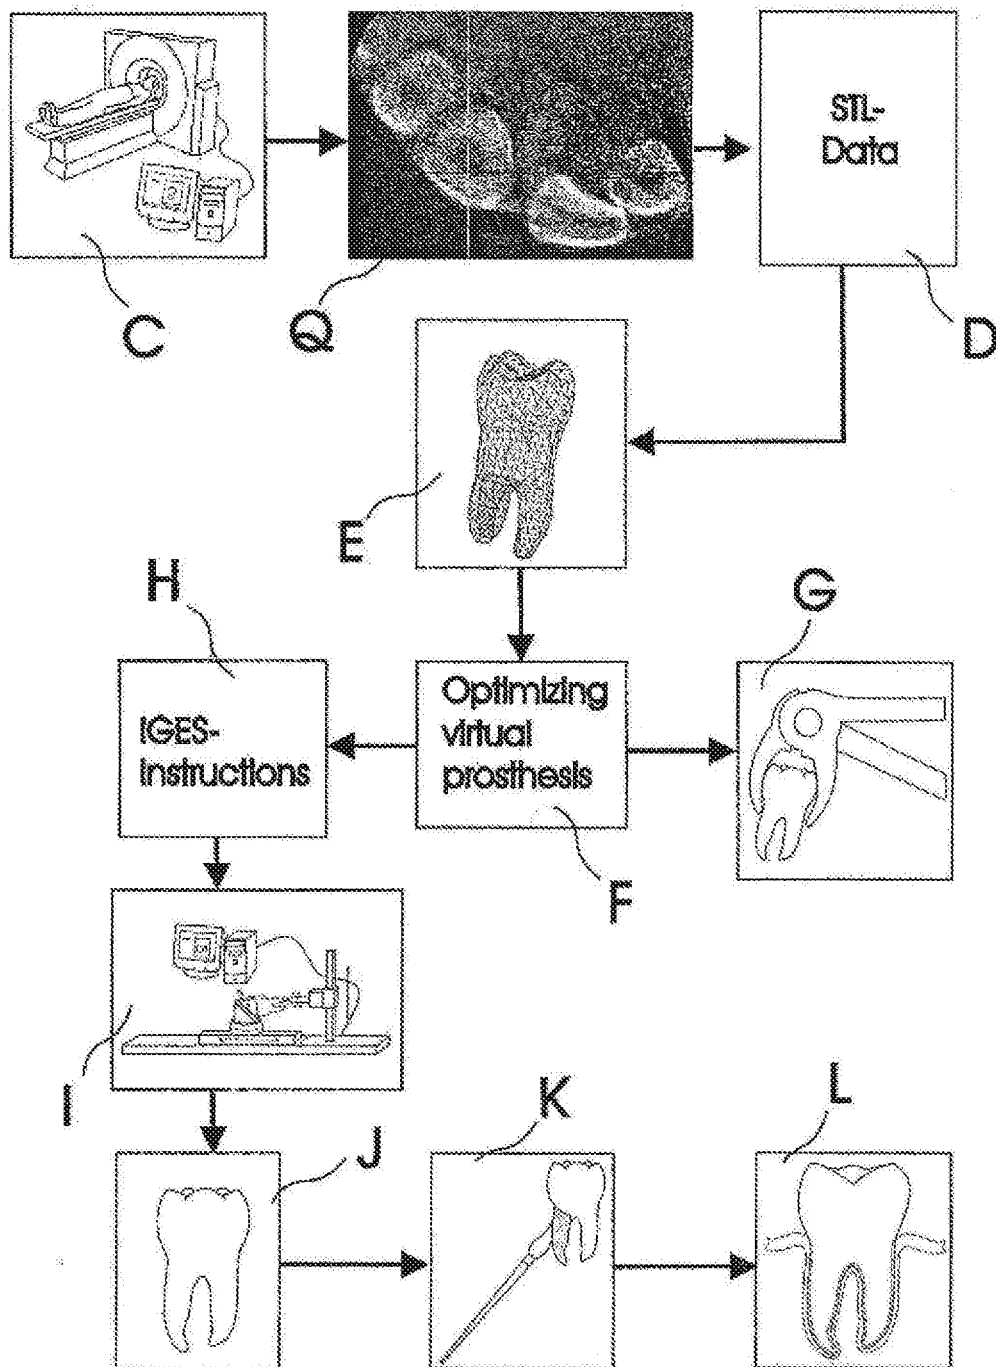 STL-
Data
C
Q
D
E
H
G
Optimizing
virtual
prosthesis
IGES-
Instructions
F
I
J
K
L